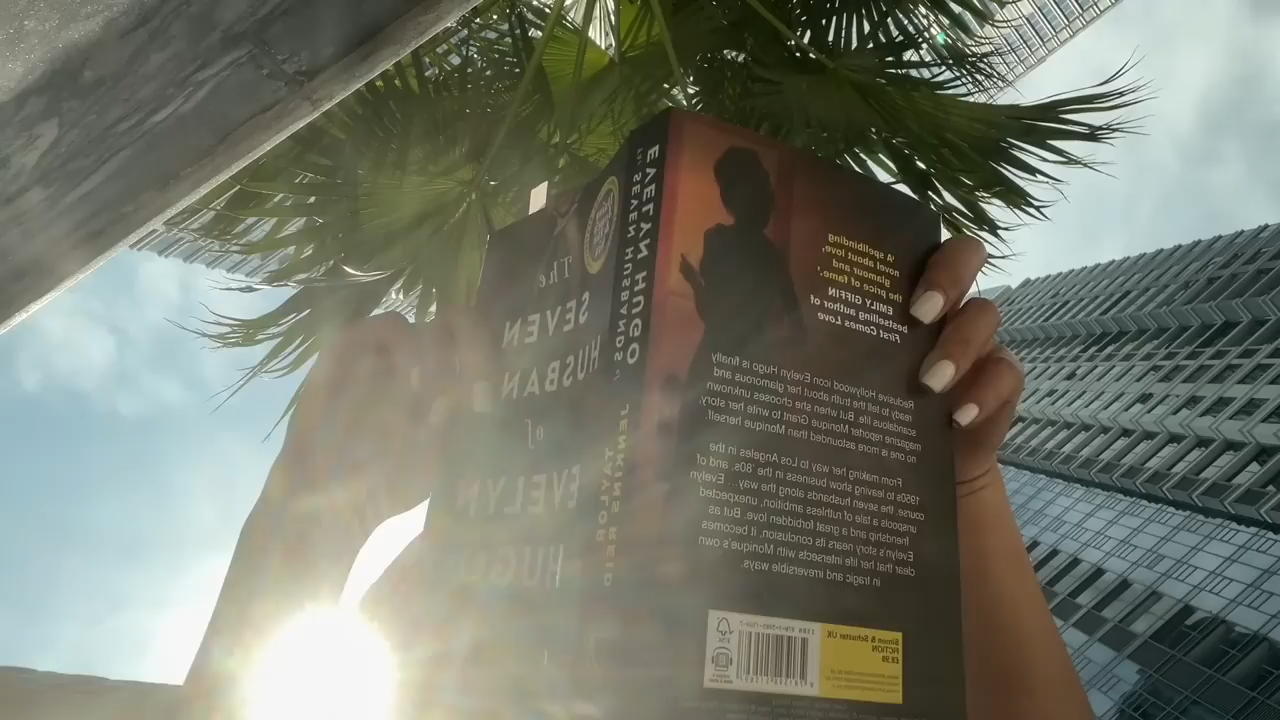 The
SEVEN
HUSBAN
of
EVELYN
HUGO
EVELYN HUGO
SEVEN HUSBANDS of
TAYLOR
JENKINS REID
'A spellbinding
novel about love,
glamour and
the price of fame.'
EMILY GIFFIN
bestselling author of
First Comes Love
Reclusive Hollywood icon Evelyn Hugo is finally
ready to tell the truth about her glamorous and
scandalous life. But when she chooses unknown
magazine reporter Monique Grant to write her story,
no one is more astounded than Monique herself.
From making her way to Los Angeles in the
1950s to leaving show business in the '80s, and of
course, the seven husbands along the way... Evelyn
unspools a tale of ruthless ambition, unexpected
friendship and a great forbidden love. But as
Evelyn's story nears its conclusion, it becomes
clear that her life intersects with Monique's own
in tragic and irreversible ways.
Simon & Schuster UK
FICTION
£8.99
FSC